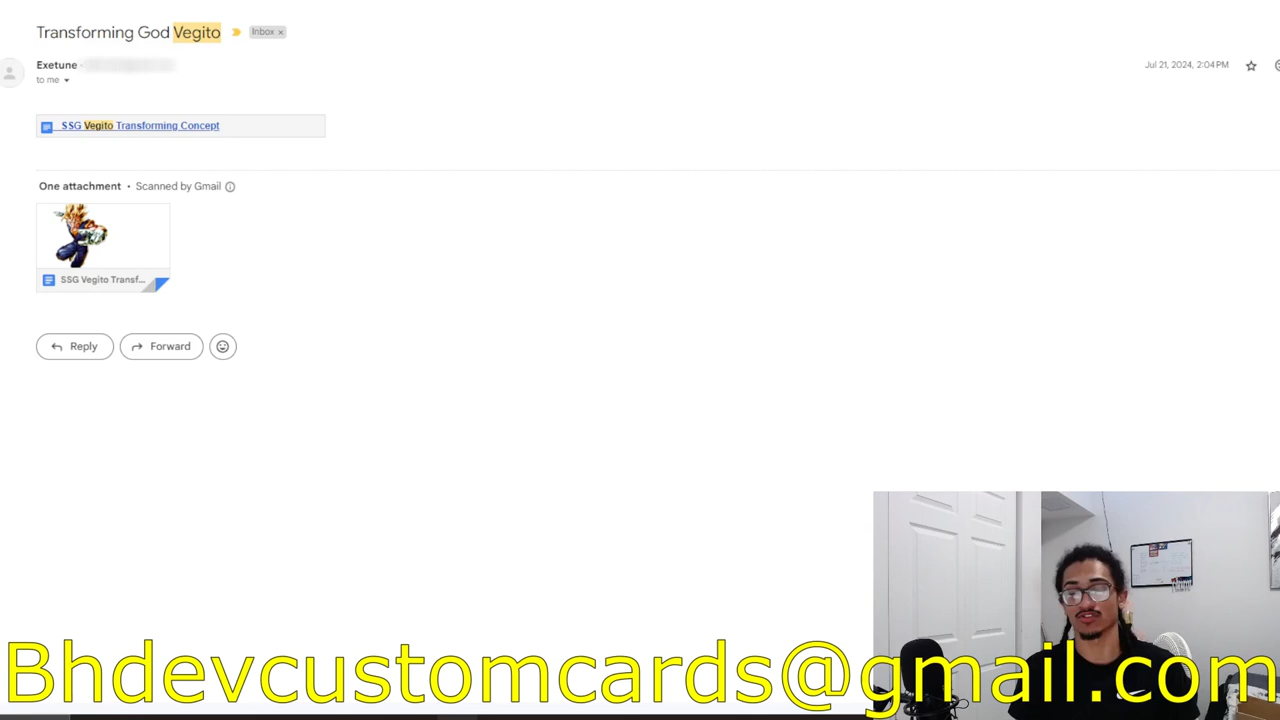 Transforming God Vegito
Inbox ×
Exetune
Jul 21, 2024, 2:04 PM
to me
SSG Vegito Transforming Concept
One attachment • Scanned by Gmail
SSG Vegito Transf...
Reply
Forward
Bhdevcustomcards@gmail.com